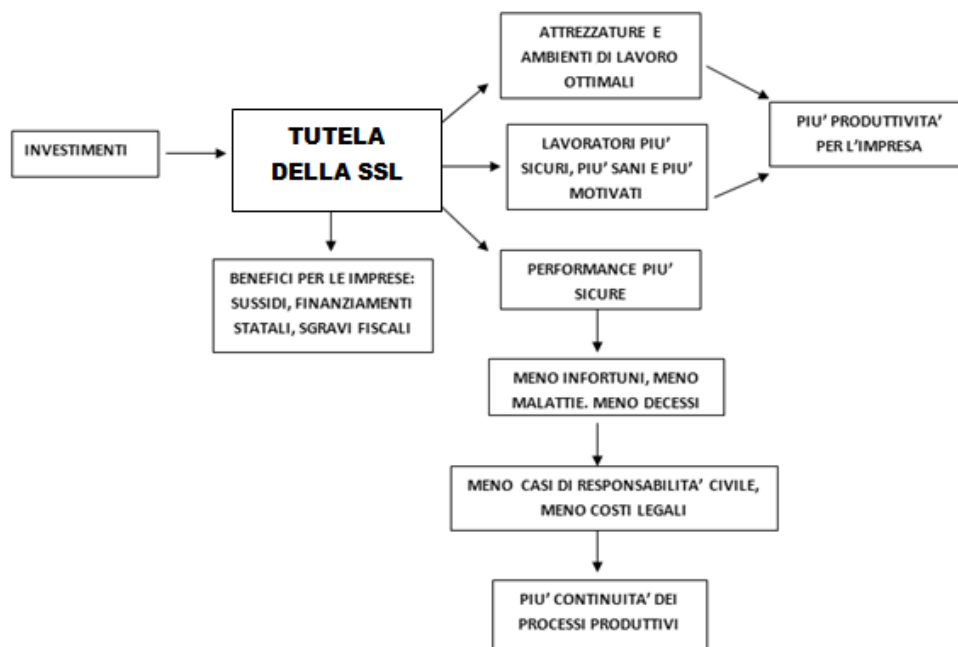 ATTREZZATURE E
AMBIENTI DI LAVORO
OTTIMALI
PIU' PRODUTTIVITA'
PER L'IMPRESA
INVESTIMENTI
TUTELA
DELLA SSL
LAVORATORI PIU'
SICURI, PIU' SANI E PIU'
MOTIVATI
BENEFICI PER LE IMPRESE:
SUSSIDI, FINANZIAMENTI
STATALI, SGRAVI FISCALI
PERFORMANCE PIU'
SICURE
MENO INFORTUNI, MENO
MALATTIE. MENO DECESSI
MENO CASI DI RESPONSABILITA' CIVILE,
MENO COSTI LEGALI
PIU' CONTINUITA' DEI
PROCESSI PRODUTTIVI